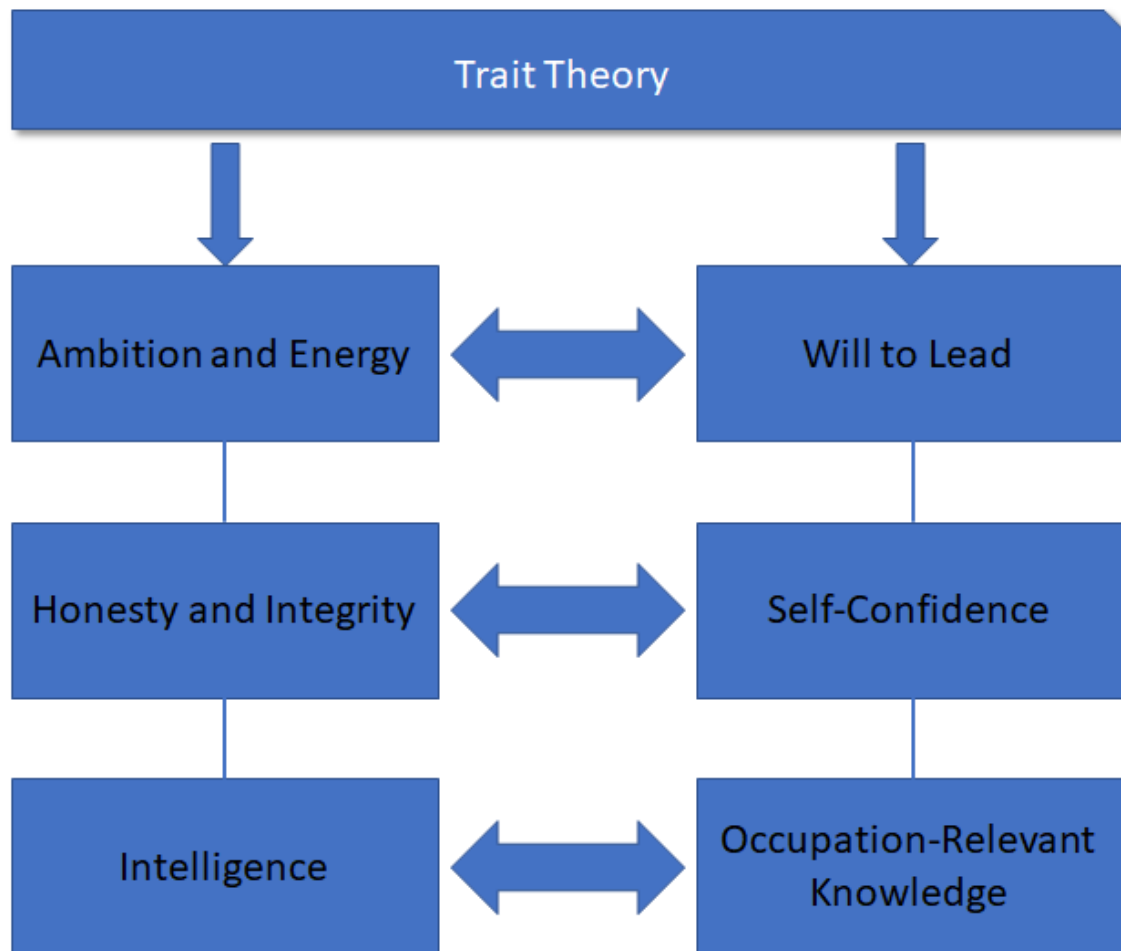 Trait Theory
Ambition and Energy
Will to Lead
Honesty and Integrity
Self-Confidence
Intelligence
Occupation-Relevant
Knowledge